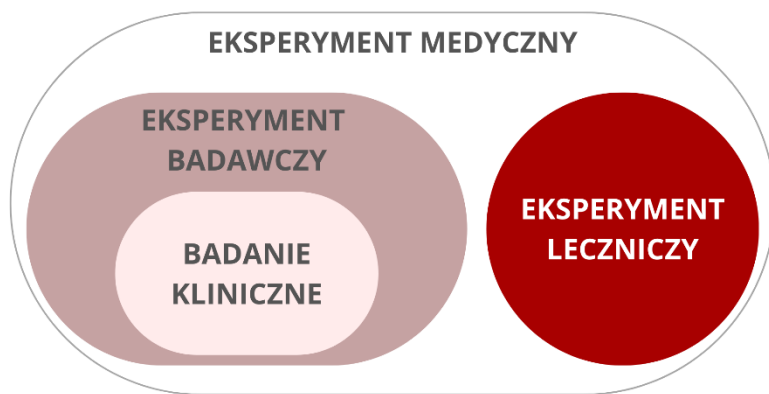 EKSPERYMENT MEDYCZNY
EKSPERYMENT
BADAWCZY
BADANIE
KLINICZNE
EKSPERYMENT
LECZNICZY